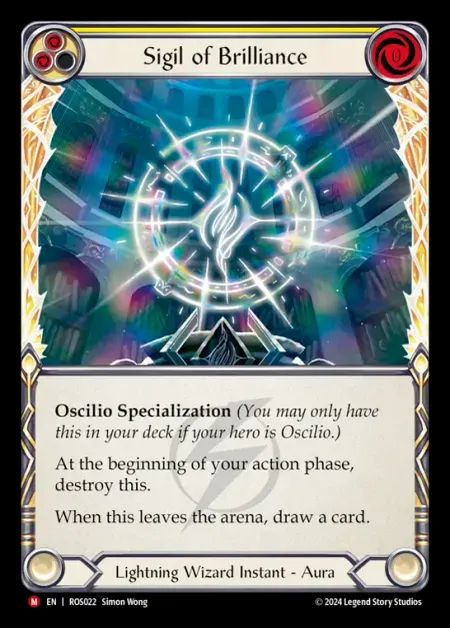 Sigil of Brilliance
0
Oscilio Specialization (You may only have
this in your deck if your hero is Oscilio.)
At the beginning of your action phase,
destroy this.
When this leaves the arena, draw a card.
Lightning Wizard Instant - Aura
M EN | ROS022 Simon Wong
© 2024 Legend Story Studios